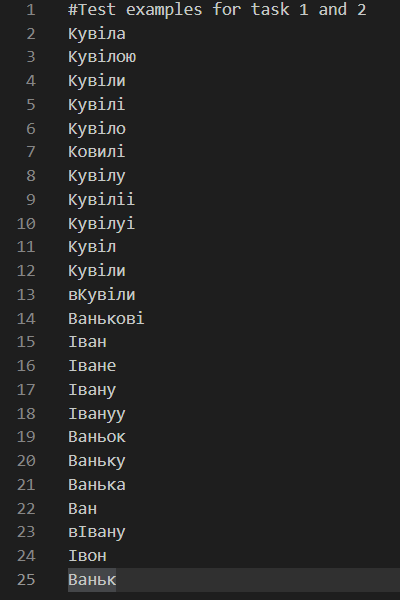 1 #Test examples for task 1 and 2
2 Кувіла
3 Кувілою
4 Кувіли
5 Кувілі
6 Кувіло
7 Ковилі
8 Кувілу
9 Кувіліі
10 Кувілуі
11 Кувіл
12 Кувіли
13 вКувіли
14 Ванькові
15 Іван
16 Іване
17 Івану
18 Івануу
19 Ваньок
20 Ваньку
21 Ванька
22 Ван
23 вІвану
24 Івон
25 Ваньк